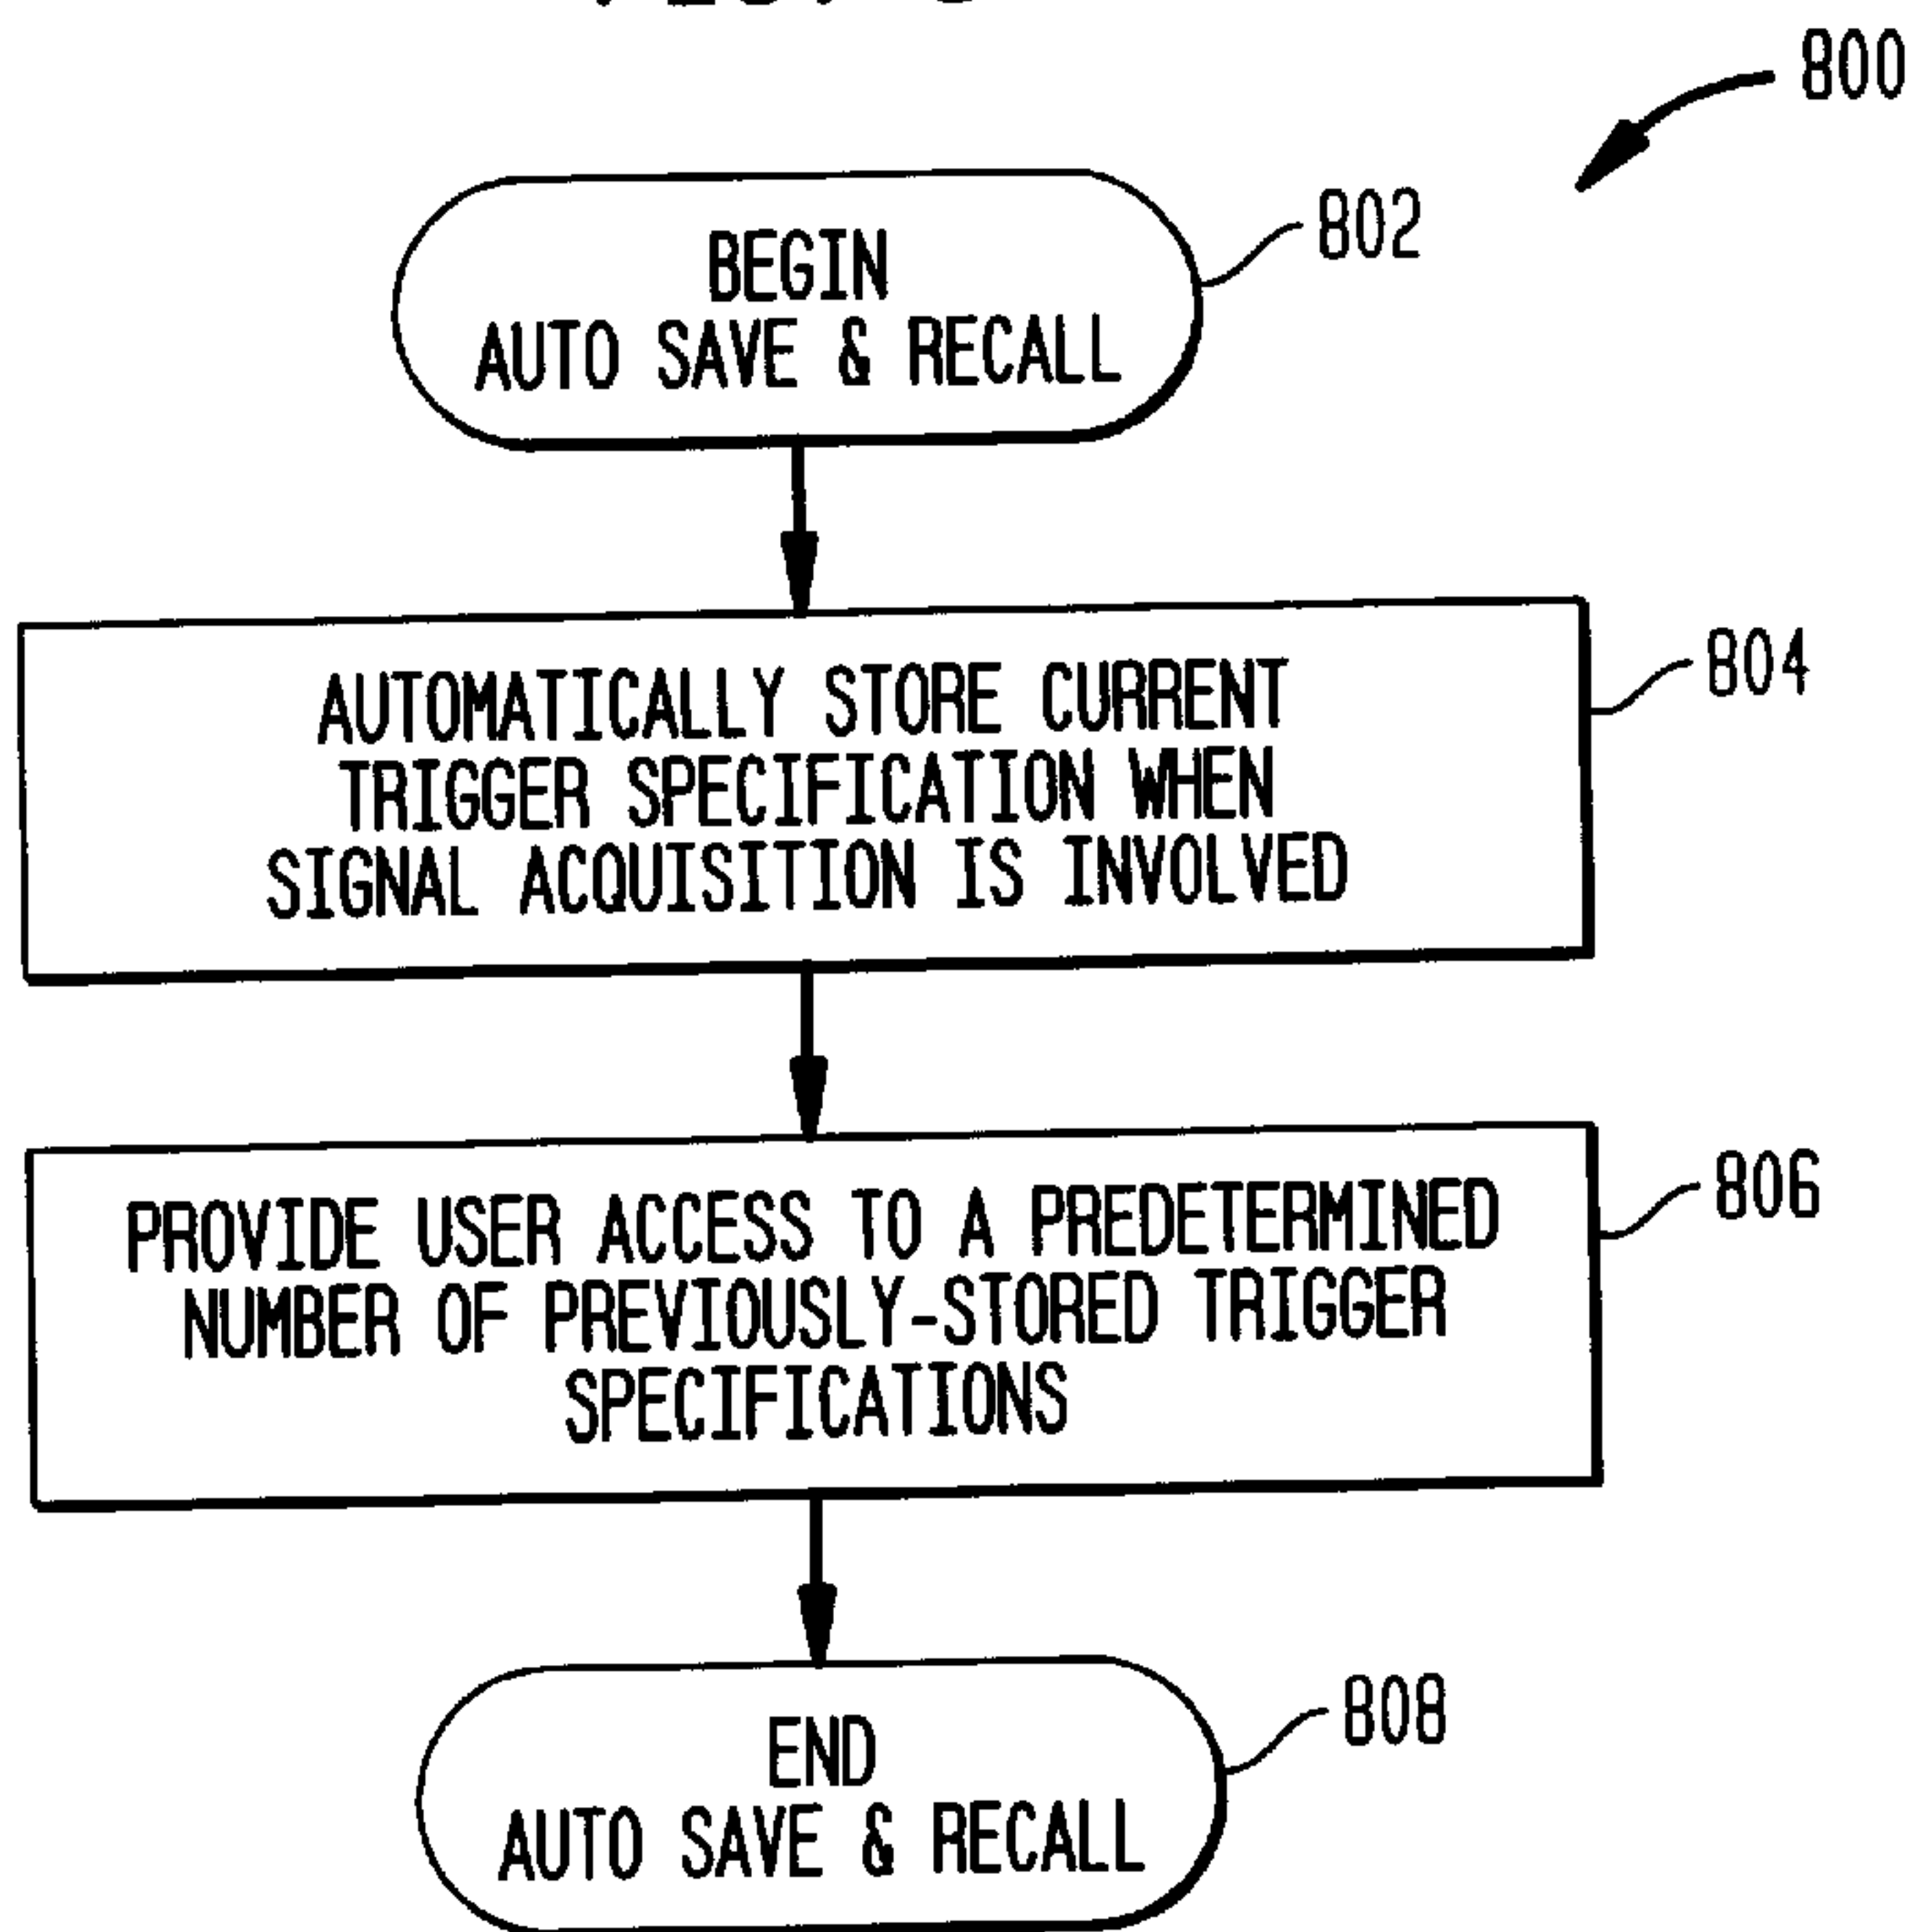 800
BEGIN
AUTO SAVE & RECALL
802
AUTOMATICALLY STORE CURRENT
TRIGGER SPECIFICATION WHEN
SIGNAL ACQUISITION IS INVOLVED
804
PROVIDE USER ACCESS TO A PREDETERMINED
NUMBER OF PREVIOUSLY-STORED TRIGGER
SPECIFICATIONS
806
END
AUTO SAVE & RECALL
808